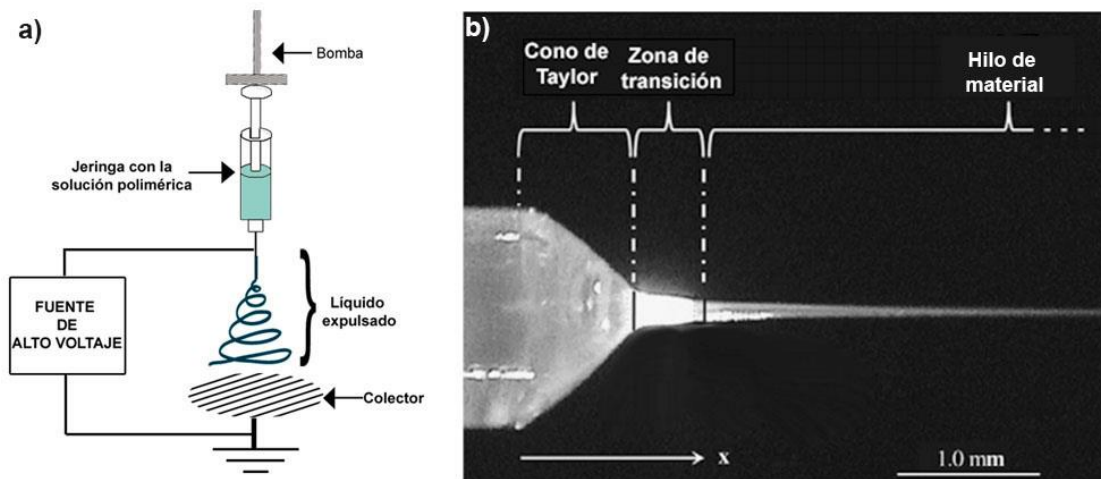 a)
Bomba
Jeringa con la
solución polimérica
FUENTE
DE
ALTO VOLTAJE
Líquido
expulsado
Colector
b)
Cono de
Taylor
Zona de
transición
Hilo de
material
x
1.0 mm